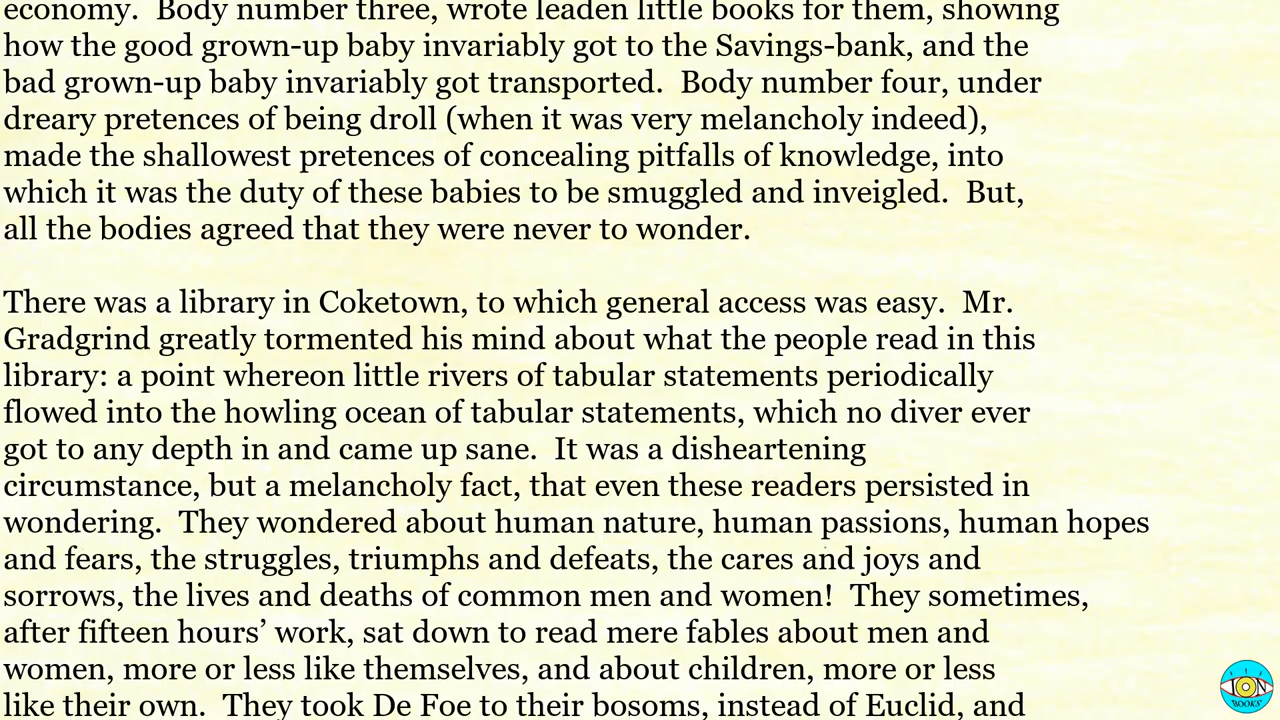 economy.  Body number three, wrote leaden little books for them, showing
how the good grown-up baby invariably got to the Savings-bank, and the
bad grown-up baby invariably got transported.  Body number four, under
dreary pretences of being droll (when it was very melancholy indeed),
made the shallowest pretences of concealing pitfalls of knowledge, into
which it was the duty of these babies to be smuggled and inveigled.  But,
all the bodies agreed that they were never to wonder.

There was a library in Coketown, to which general access was easy.  Mr.
Gradgrind greatly tormented his mind about what the people read in this
library: a point whereon little rivers of tabular statements periodically
flowed into the howling ocean of tabular statements, which no diver ever
got to any depth in and came up sane.  It was a disheartening
circumstance, but a melancholy fact, that even these readers persisted in
wondering.  They wondered about human nature, human passions, human hopes
and fears, the struggles, triumphs and defeats, the cares and joys and
sorrows, the lives and deaths of common men and women!  They sometimes,
after fifteen hours’ work, sat down to read mere fables about men and
women, more or less like themselves, and about children, more or less
like their own.  They took De Foe to their bosoms, instead of Euclid, and
ION
BOOKS